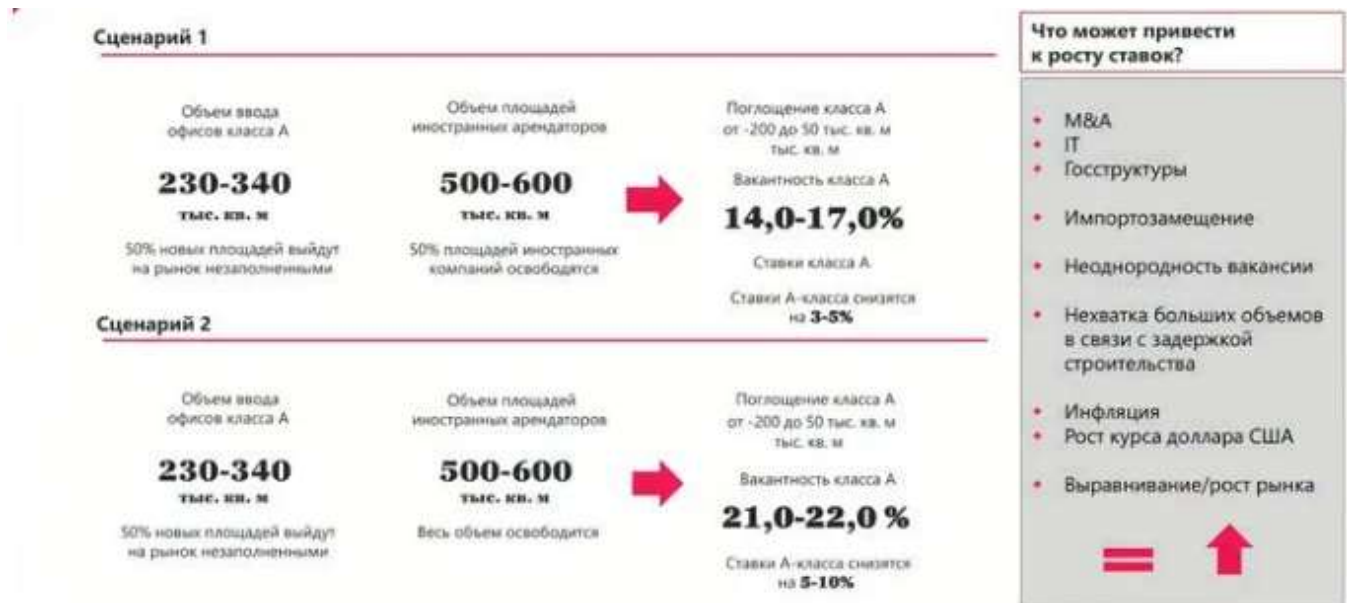 Сценарий 1
Объем ввода
офисов класса А
230-340
тыс. кв. м
50% новых площадей выйдут
на рынок незаполненными
Объем площадей
иностранных арендаторов
500-600
тыс. кв. м
50% площадей иностранных
компаний освободятся
Поглощение класса А
от -200 до 50 тыс. кв. м
тыс. кв. м
Вакантность класса А
14,0-17,0%
Ставки класса А
Ставки А-класса снизятся
на 3-5%
Сценарий 2
Объем ввода
офисов класса А
230-340
тыс. кв. м
50% новых площадей выйдут
на рынок незаполненными
Объем площадей
иностранных арендаторов
500-600
тыс. кв. м
Весь объем освободится
Поглощение класса А
от -200 до 50 тыс. кв. м
тыс. кв. м
Вакантность класса А
21,0-22,0 %
Ставки А-класса снизятся
на 5-10%
Что может привести
к росту ставок?
• M&A
• IT
• Госструктуры
• Импортозамещение
• Неоднородность вакансии
• Нехватка больших объемов
в связи с задержкой
строительства
• Инфляция
• Рост курса доллара США
• Выравнивание/рост рынка